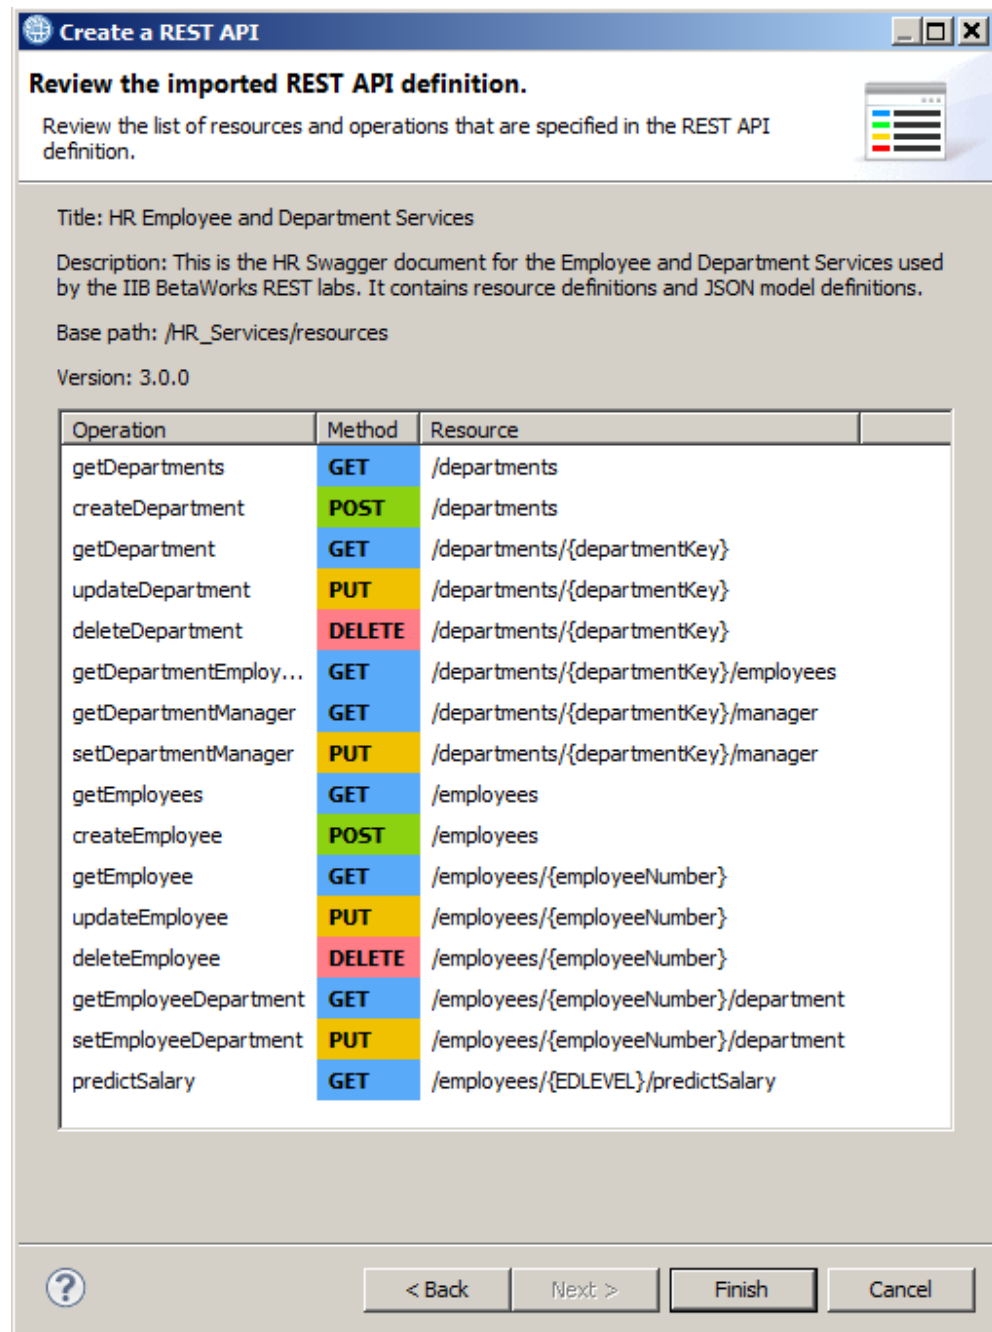 Create a REST API
Review the imported REST API definition.
Review the list of resources and operations that are specified in the REST API
definition.
Title: HR Employee and Department Services
Description: This is the HR Swagger document for the Employee and Department Services used
by the IIB BetaWorks REST labs. It contains resource definitions and JSON model definitions.
Base path: /HR_Services/resources
Version: 3.0.0
Operation Method Resource
getDepartments GET /departments
createDepartment POST /departments
getDepartment GET /departments/{departmentKey}
updateDepartment PUT /departments/{departmentKey}
deleteDepartment DELETE /departments/{departmentKey}
getDepartmentEmploy... GET /departments/{departmentKey}/employees
getDepartmentManager GET /departments/{departmentKey}/manager
setDepartmentManager PUT /departments/{departmentKey}/manager
getEmployees GET /employees
createEmployee POST /employees
getEmployee GET /employees/{employeeNumber}
updateEmployee PUT /employees/{employeeNumber}
deleteEmployee DELETE /employees/{employeeNumber}
getEmployeeDepartment GET /employees/{employeeNumber}/department
setEmployeeDepartment PUT /employees/{employeeNumber}/department
predictSalary GET /employees/{EDLEVEL}/predictSalary
? < Back Next > Finish Cancel